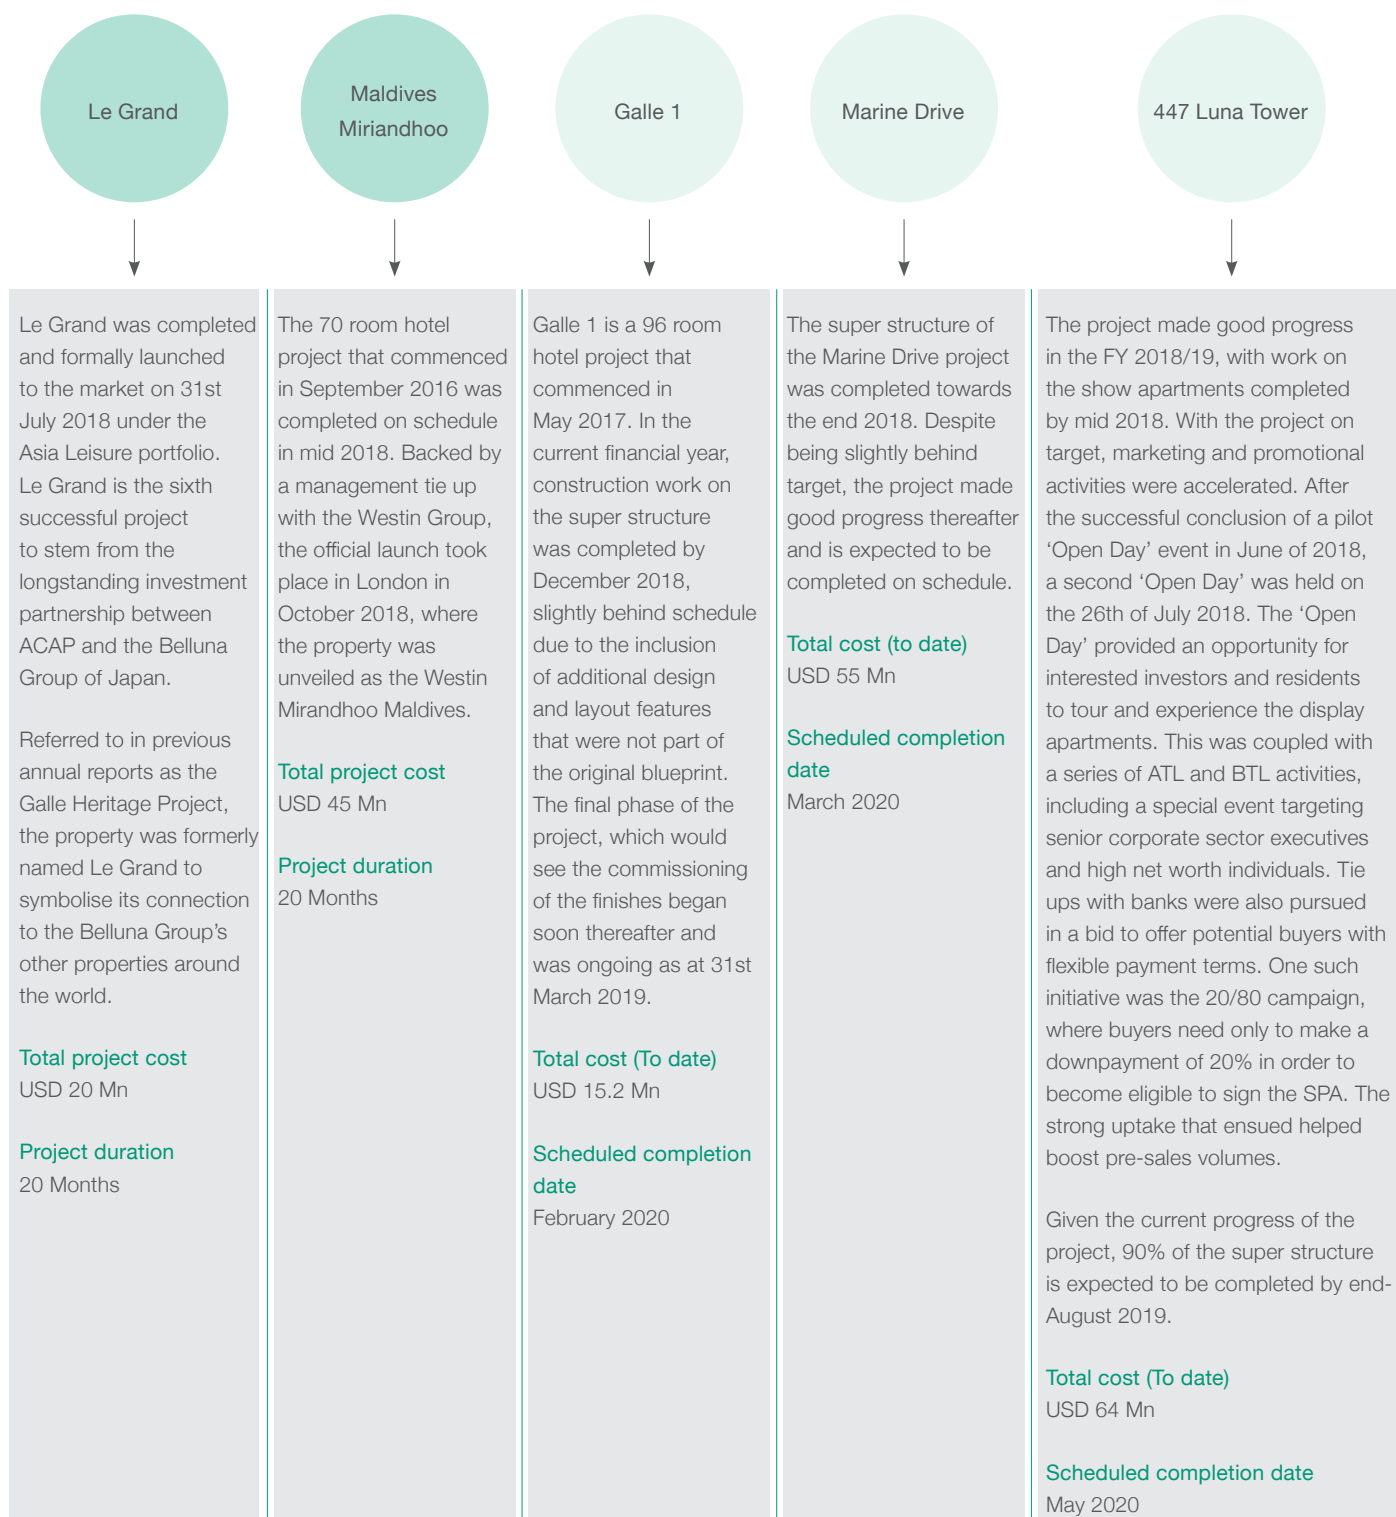 Le Grand
Maldives
Miriandhoo
Galle 1
Marine Drive
447 Luna Tower
Le Grand was completed
and formally launched
to the market on 31st
July 2018 under the
Asia Leisure portfolio.
Le Grand is the sixth
successful project
to stem from the
longstanding investment
partnership between
ACAP and the Belluna
Group of Japan.
Referred to in previous
annual reports as the
Galle Heritage Project,
the property was formerly
named Le Grand to
symbolise its connection
to the Belluna Group’s
other properties around
the world.
Total project cost
USD 20 Mn
Project duration
20 Months
The 70 room hotel
project that commenced
in September 2016 was
completed on schedule
in mid 2018. Backed by
a management tie up
with the Westin Group,
the official launch took
place in London in
October 2018, where
the property was
unveiled as the Westin
Mirandhoo Maldives.
Total project cost
USD 45 Mn
Project duration
20 Months
Galle 1 is a 96 room
hotel project that
commenced in
May 2017. In the
current financial year,
construction work on
the super structure
was completed by
December 2018,
slightly behind schedule
due to the inclusion
of additional design
and layout features
that were not part of
the original blueprint.
The final phase of the
project, which would
see the commissioning
of the finishes began
soon thereafter and
was ongoing as at 31st
March 2019.
Total cost (To date)
USD 15.2 Mn
Scheduled completion
date
February 2020
The super structure of
the Marine Drive project
was completed towards
the end 2018. Despite
being slightly behind
target, the project made
good progress thereafter
and is expected to be
completed on schedule.
Total cost (to date)
USD 55 Mn
Scheduled completion
date
March 2020
The project made good progress
in the FY 2018/19, with work on
the show apartments completed
by mid 2018. With the project on
target, marketing and promotional
activities were accelerated. After
the successful conclusion of a pilot
‘Open Day’ event in June of 2018,
a second ‘Open Day’ was held on
the 26th of July 2018. The ‘Open
Day’ provided an opportunity for
interested investors and residents
to tour and experience the display
apartments. This was coupled with
a series of ATL and BTL activities,
including a special event targeting
senior corporate sector executives
and high net worth individuals. Tie
ups with banks were also pursued
in a bid to offer potential buyers with
flexible payment terms. One such
initiative was the 20/80 campaign,
where buyers need only to make a
downpayment of 20% in order to
become eligible to sign the SPA. The
strong uptake that ensued helped
boost pre-sales volumes.
Given the current progress of the
project, 90% of the super structure
is expected to be completed by end-
August 2019.
Total cost (To date)
USD 64 Mn
Scheduled completion date
May 2020